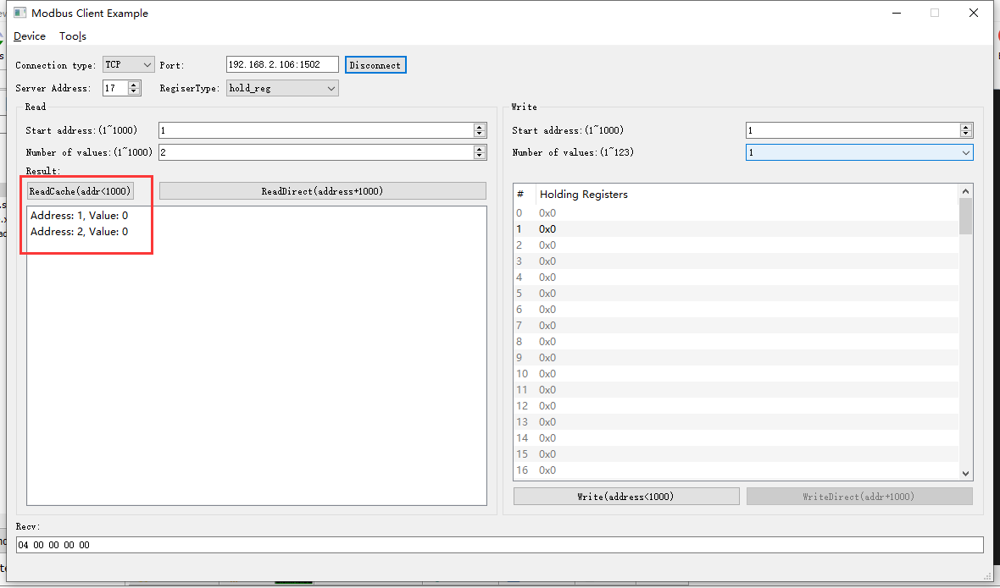 Modbus Client Example
Device Tools
Connection type: TCP Port: 192.168.2.106:1502 Disconnect
Server Address: 17 RegiserType: hold_reg
Read
Start address:(1~1000) 1
Number of values:(1~1000) 2
Result:
ReadCache(addr<1000) ReadDirect(address+1000)
Address: 1, Value: 0
Address: 2, Value: 0
Write
Start address:(1~1000) 1
Number of values:(1~123) 1
# Holding Registers
0 0x0
1 0x0
2 0x0
3 0x0
4 0x0
5 0x0
6 0x0
7 0x0
8 0x0
9 0x0
10 0x0
11 0x0
12 0x0
13 0x0
14 0x0
15 0x0
16 0x0
Write(address<1000) WriteDirect(addr+1000)
Recv:
04 00 00 00 00